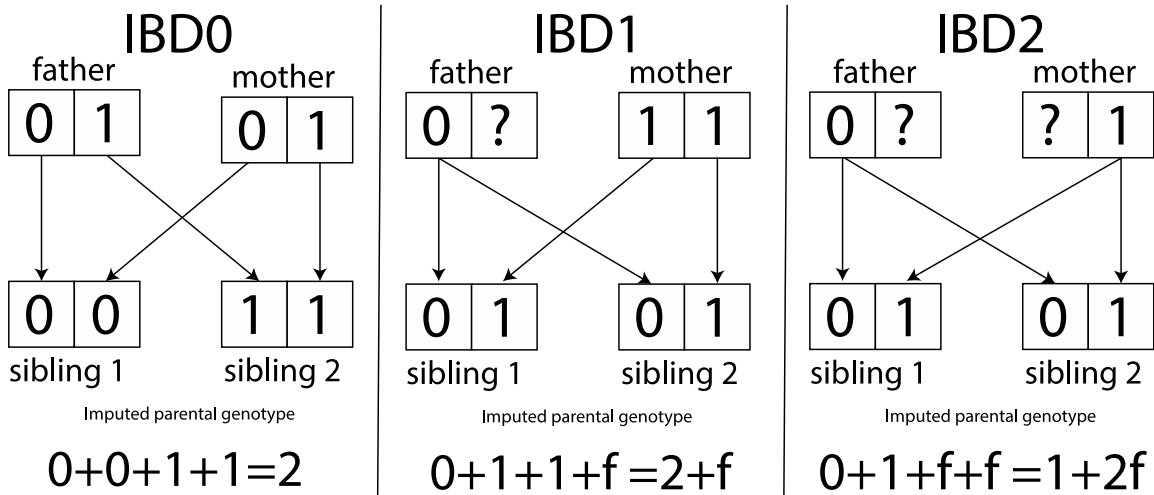 IBD0
father
mother
0 1
0 1
0 0
1 1
sibling 1
sibling 2
Imputed parental genotype
0+0+1+1=2
IBD1
father
mother
0 ?
1 1
0 1
0 1
sibling 1
sibling 2
Imputed parental genotype
0+1+1+f =2+f
IBD2
father
mother
0 ?
? 1
0 1
0 1
sibling 1
sibling 2
Imputed parental genotype
0+1+f+f =1+2f